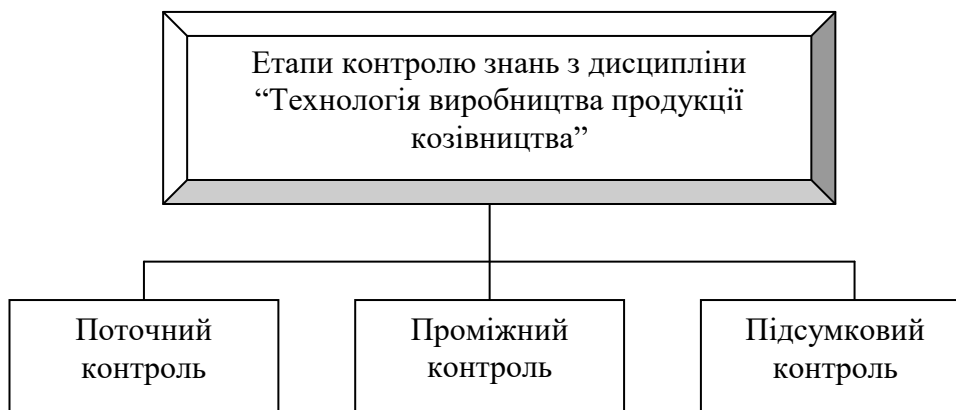 Етапи контролю знань з дисципліни
“Технологія виробництва продукції
козівництва”
Поточний
контроль
Проміжний
контроль
Підсумковий
контроль